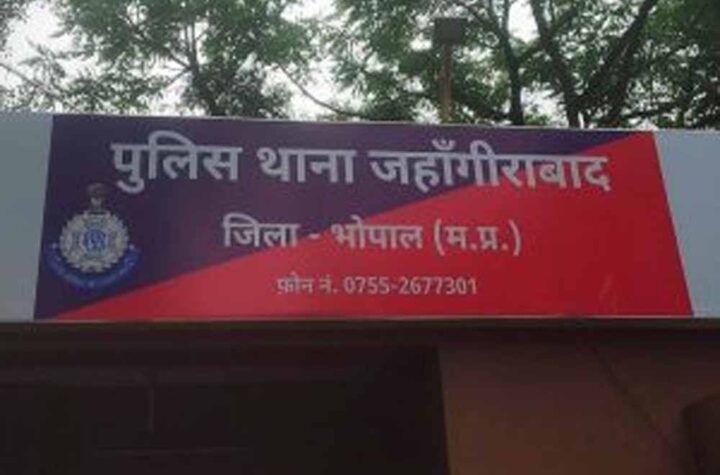 पुलिस थाना जहाँगीराबाद
जिला - भोपाल (म.प्र.)
फ़ोन नं. 0755-2677301